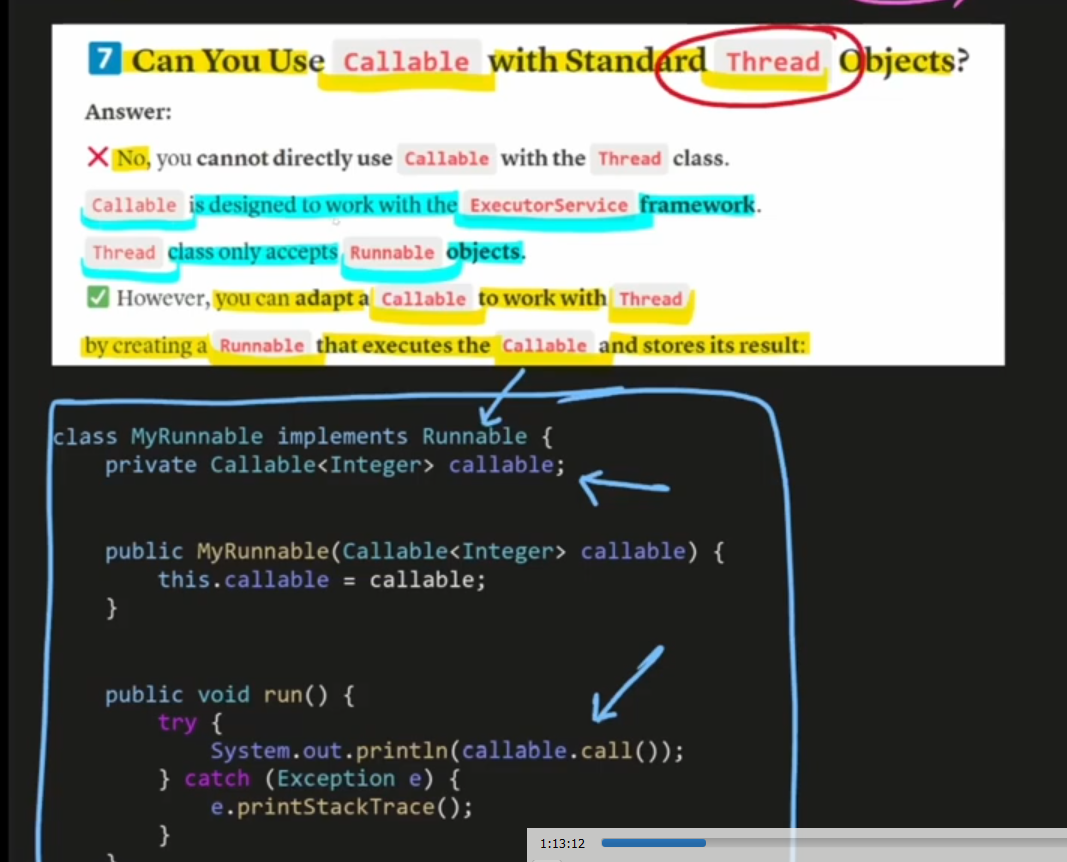 7 Can You Use Callable with Standard Thread Objects?
Answer:
❌ No, you cannot directly use Callable with the Thread class.
Callable is designed to work with the ExecutorService framework.
Thread class only accepts Runnable objects.
✅ However, you can adapt a Callable to work with Thread
by creating a Runnable that executes the Callable and stores its result:
class MyRunnable implements Runnable {
    private Callable<Integer> callable;
    public MyRunnable(Callable<Integer> callable) {
        this.callable = callable;
    }
    public void run() {
        try {
            System.out.println(callable.call());
        } catch (Exception e) {
            e.printStackTrace();
        }
    }
1:13:12